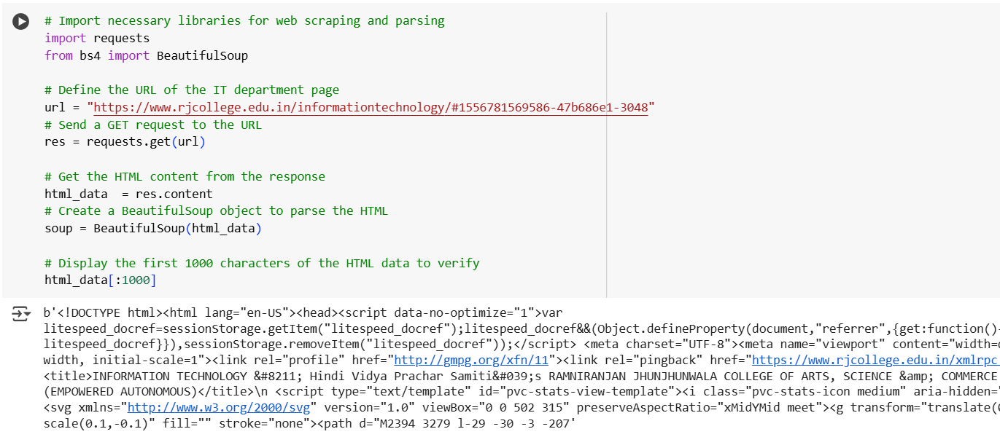 # Import necessary libraries for web scraping and parsing
import requests
from bs4 import BeautifulSoup
# Define the URL of the IT department page
url = "https://www.rjcollege.edu.in/informationtechnology/#1556781569586-47b686e1-3048"
# Send a GET request to the URL
res = requests.get(url)
# Get the HTML content from the response
html_data  = res.content
# Create a BeautifulSoup object to parse the HTML
soup = BeautifulSoup(html_data)
# Display the first 1000 characters of the HTML data to verify
html_data[:1000]
b'<!DOCTYPE html><html lang="en-US"><head><script data-no-optimize="1">var
litespeed_docref=sessionStorage.getItem("litespeed_docref");litespeed_docref&&(Object.defineProperty(document,"referrer",{get:function()
litespeed_docref}}),sessionStorage.removeItem("litespeed_docref"));</script> <meta charset="UTF-8"><meta name="viewport" content="width=
width, initial-scale=1"><link rel="profile" href="http://gmpg.org/xfn/11"><link rel="pingback" href="https://www.rjcollege.edu.in/xmlrpc
<title>INFORMATION TECHNOLOGY &#8211; Hindi Vidya Prachar Samiti&#039;s RAMNIRANJAN JHUNJHUNWALA COLLEGE OF ARTS, SCIENCE &amp; COMMERCE
(EMPOWERED AUTONOMOUS)</title>\n <script type="text/template" id="pvc-stats-view-template"><i class="pvc-stats-icon medium" aria-hidden="
<svg xmlns="http://www.w3.org/2000/svg" version="1.0" viewBox="0 0 502 315" preserveAspectRatio="xMidYMid meet"><g transform="translate(
scale(0.1,-0.1)" fill="" stroke="none"><path d="M2394 3279 l-29 -30 -3 -207'